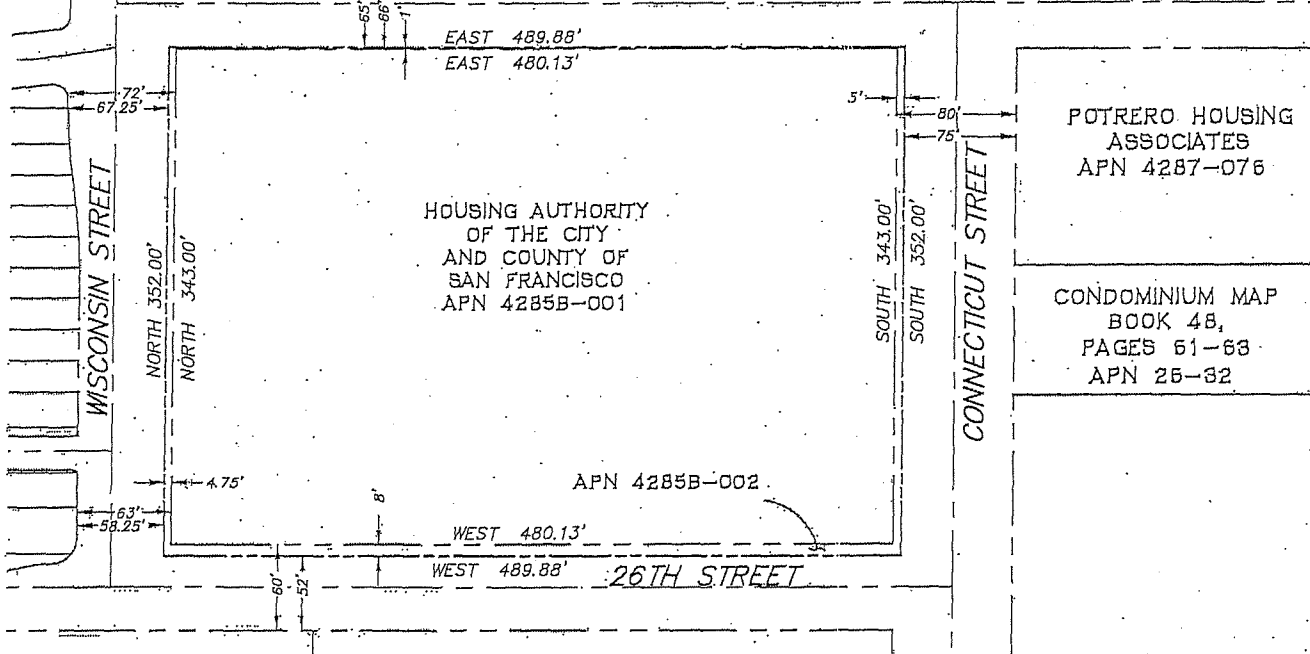 65'
66'
1'
EAST 489.88'
EAST 480.13'
72'
67.25'
5'
80'
75'
POTRERO HOUSING
ASSOCIATES
APN 4287-076
WISCONSIN STREET
NORTH 352.00'
NORTH 343.00'
HOUSING AUTHORITY
OF THE CITY
AND COUNTY OF
SAN FRANCISCO
APN 4285B-001
SOUTH 343.00'
SOUTH 352.00'
CONNECTICUT STREET
CONDOMINIUM MAP
BOOK 48,
PAGES 61-63
APN 26-32
4.75'
8'
APN 4285B-002
63'
58.25'
WEST 480.13'
WEST 489.88'
26TH STREET
60'
52'